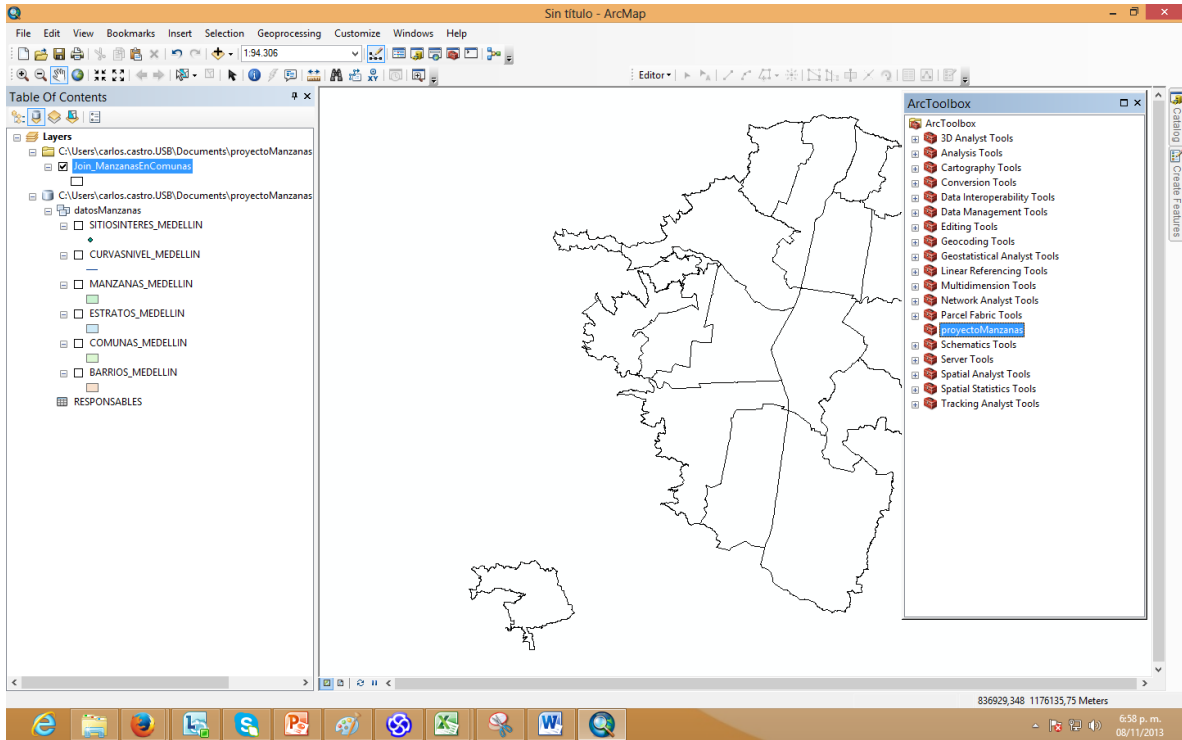 Sin título - ArcMap
File Edit View Bookmarks Insert Selection Geoprocessing Customize Windows Help
1:94.306
Editor
Table Of Contents
Layers
C:\Users\carlos.castro.USB\Documents\proyectoManzanas
Join_ManzanasEnComunas
C:\Users\carlos.castro.USB\Documents\proyectoManzanas
datosManzanas
SITIOSINTERES_MEDELLIN
CURVASNIVEL_MEDELLIN
MANZANAS_MEDELLIN
ESTRATOS_MEDELLIN
COMUNAS_MEDELLIN
BARRIOS_MEDELLIN
RESPONSABLES
ArcToolbox
ArcToolbox
3D Analyst Tools
Analysis Tools
Cartography Tools
Conversion Tools
Data Interoperability Tools
Data Management Tools
Editing Tools
Geocoding Tools
Geostatistical Analyst Tools
Linear Referencing Tools
Multidimension Tools
Network Analyst Tools
Parcel Fabric Tools
proyectoManzanas
Schematics Tools
Server Tools
Spatial Analyst Tools
Spatial Statistics Tools
Tracking Analyst Tools
Catalog
Create Features
836929,348 1176135,75 Meters
6:58 p. m.
08/11/2013